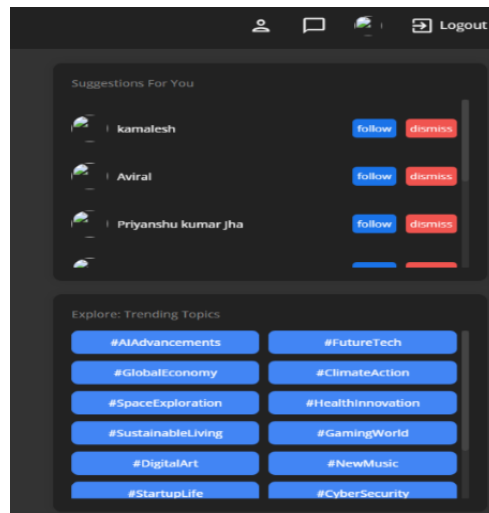 Logout
Suggestions For You
kamalesh follow dismiss
Aviral follow dismiss
Priyanshu kumar Jha follow dismiss
Explore: Trending Topics
#AIAdvancements #FutureTech
#GlobalEconomy #ClimateAction
#SpaceExploration #HealthInnovation
#SustainableLiving #GamingWorld
#DigitalArt #NewMusic
#StartupLife #CyberSecurity